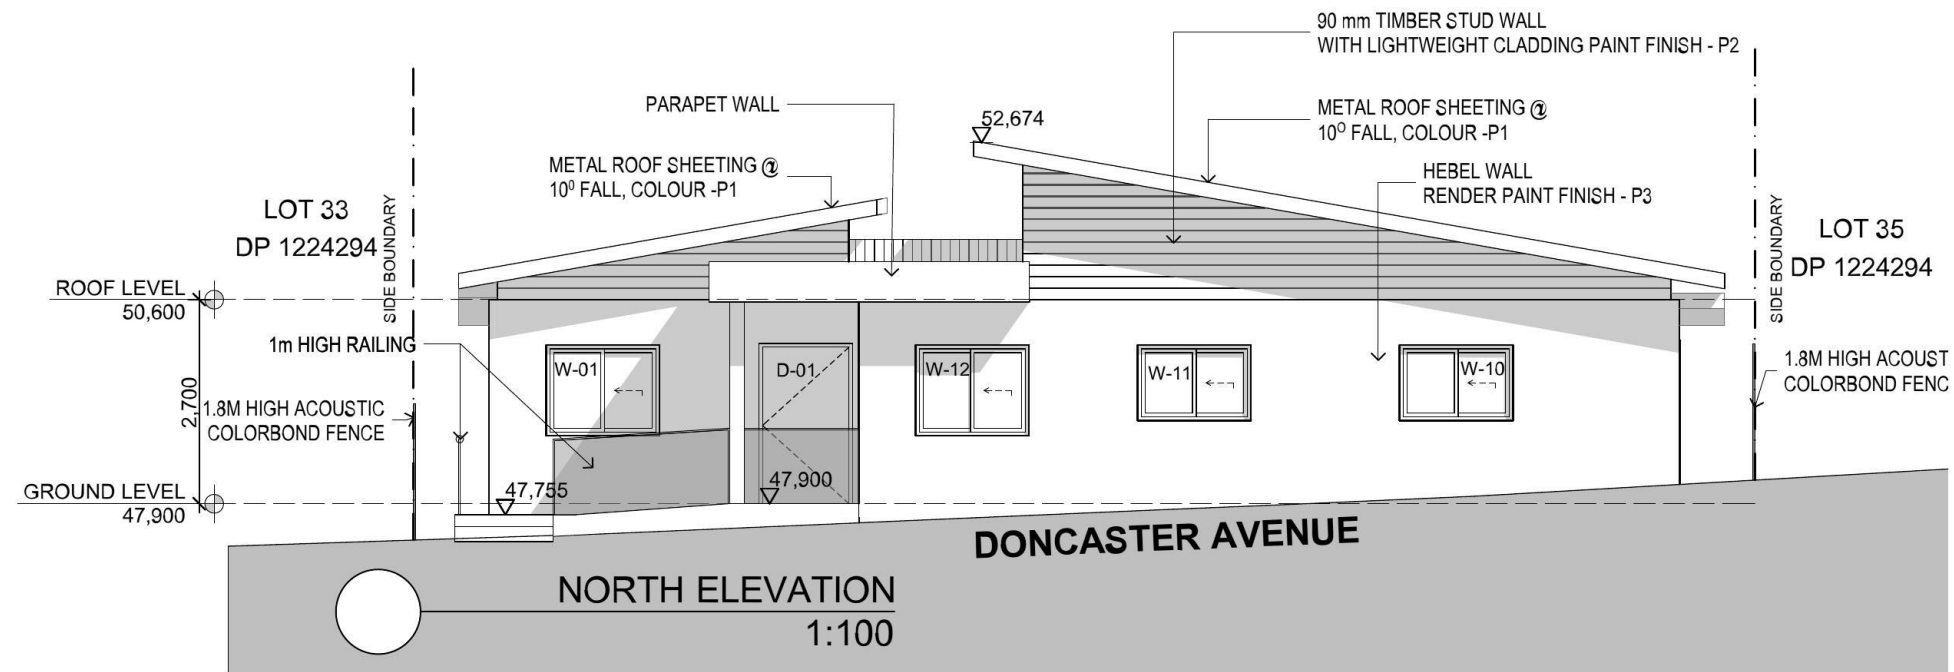 90 mm TIMBER STUD WALL
WITH LIGHTWEIGHT CLADDING PAINT FINISH - P2
PARAPET WALL
52,674
METAL ROOF SHEETING @
10⁰ FALL, COLOUR -P1
METAL ROOF SHEETING @
10⁰ FALL, COLOUR -P1
HEBEL WALL
RENDER PAINT FINISH - P3
LOT 33
DP 1224294
SIDE BOUNDARY
SIDE BOUNDARY
LOT 35
DP 1224294
ROOF LEVEL
50,600
1m HIGH RAILING
2,700
1.8M HIGH ACOUSTIC
COLORBOND FENCE
W-01
D-01
W-12
W-11
W-10
1.8M HIGH ACOUST
COLORBOND FENC
47,755
47,900
GROUND LEVEL
47,900
DONCASTER AVENUE
NORTH ELEVATION
1:100